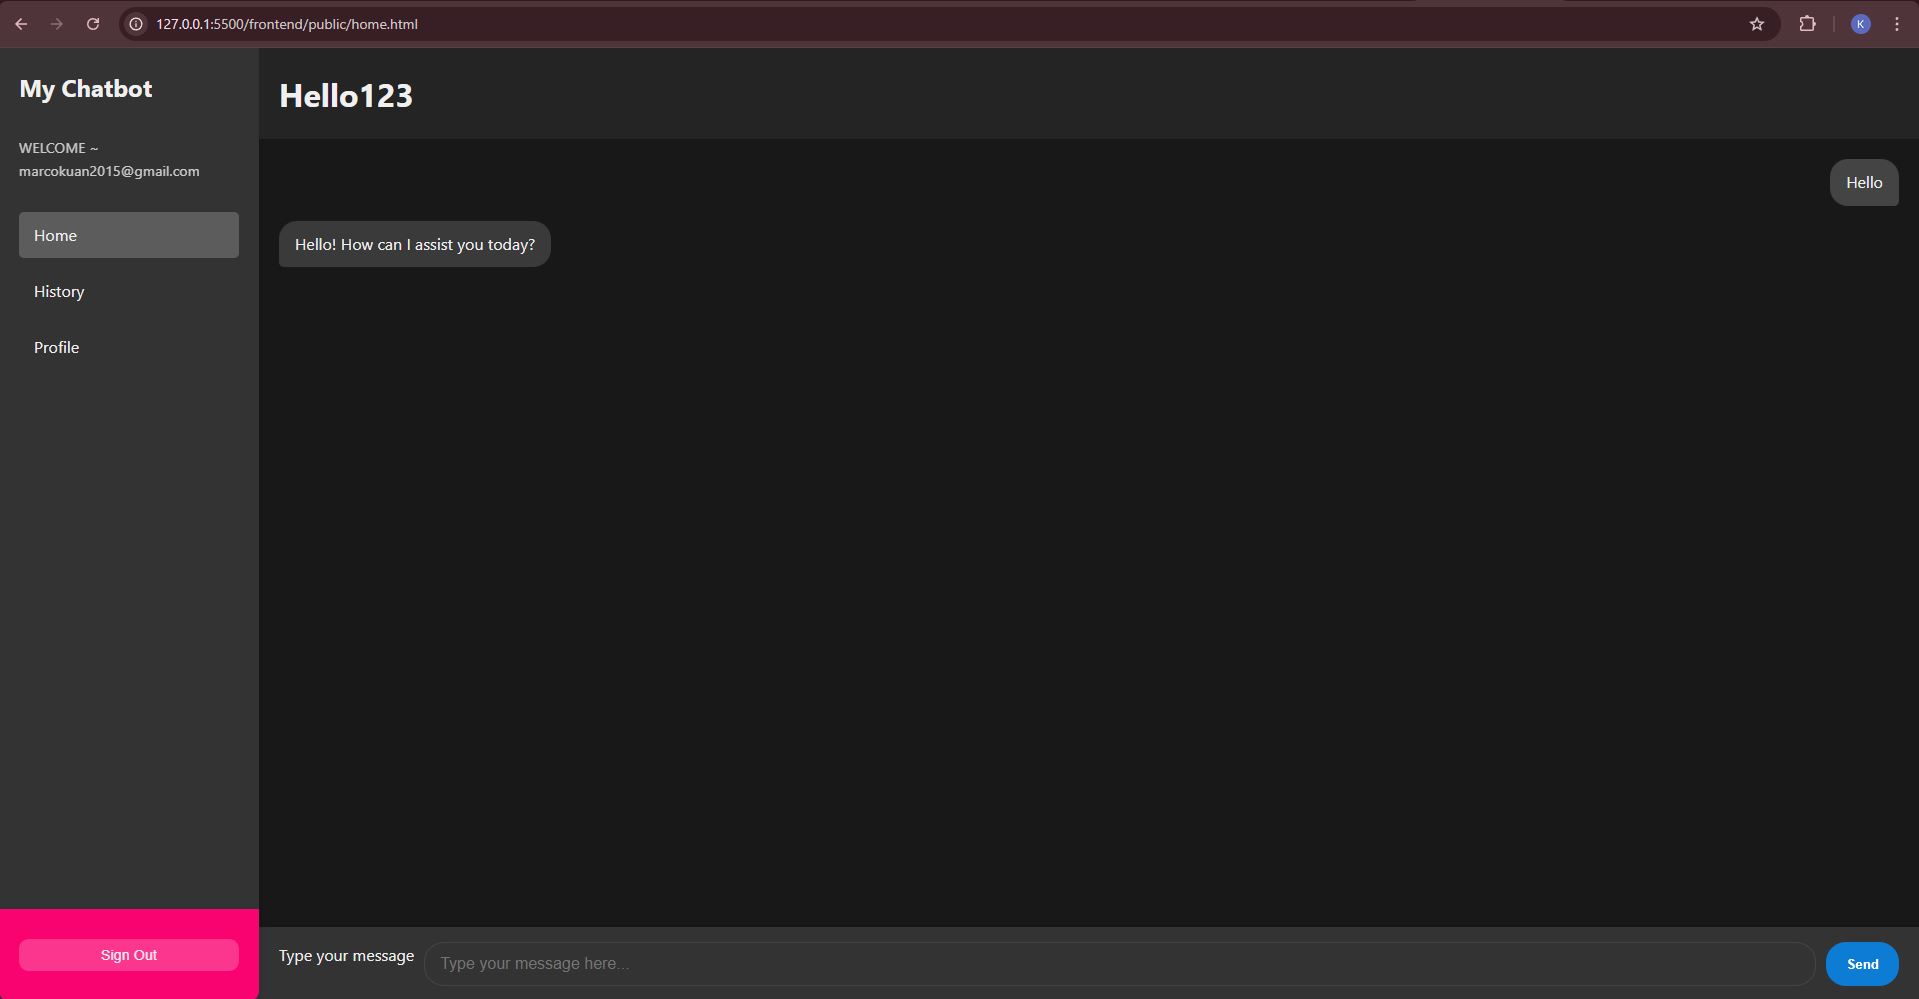 127.0.0.1:5500/frontend/public/home.html
K
My Chatbot
WELCOME ~
marcokuan2015@gmail.com
Home
History
Profile
Sign Out
Hello123
Hello
Hello! How can I assist you today?
Type your message
Type your message here...
Send